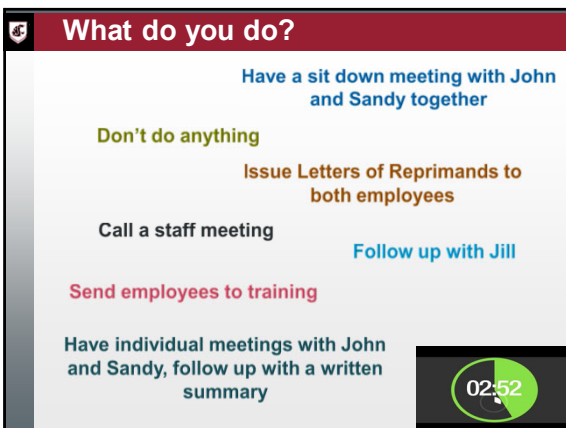 What do you do?
Have a sit down meeting with John
and Sandy together
Don't do anything
Issue Letters of Reprimands to
both employees
Call a staff meeting
Follow up with Jill
Send employees to training
Have individual meetings with John
and Sandy, follow up with a written
summary
02:52